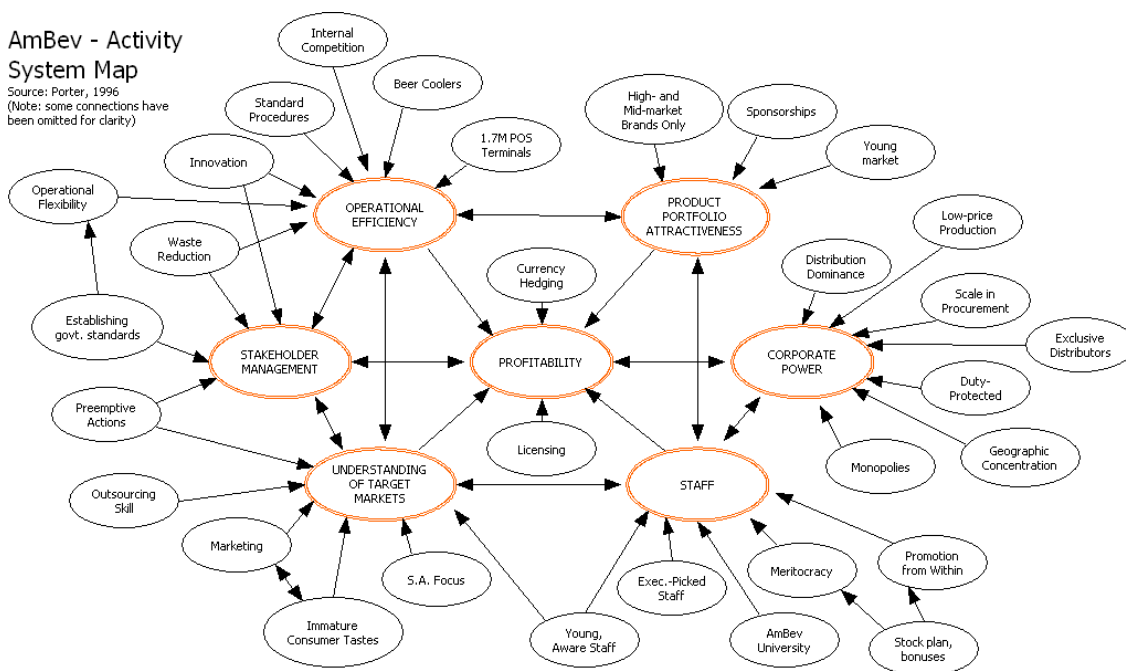 AmBev - Activity
System Map
Source: Porter, 1996
(Note: some connections have
been omitted for clarity)
Internal
Competition
Beer Coolers
Standard
Procedures
1.7M POS
Terminals
Innovation
Operational
Flexibility
Waste
Reduction
Establishing
govt. standards
High- and
Mid-market
Brands Only
Sponsorships
Young
market
OPERATIONAL
EFFICIENCY
PRODUCT
PORTFOLIO
ATTRACTIVENESS
Low-price
Production
Distribution
Dominance
Currency
Hedging
Scale in
Procurement
Exclusive
Distributors
STAKEHOLDER
MANAGEMENT
PROFITABILITY
CORPORATE
POWER
Duty-
Protected
Preemptive
Actions
Licensing
Monopolies
Geographic
Concentration
Outsourcing
Skill
UNDERSTANDING
OF TARGET
MARKETS
STAFF
Marketing
S.A. Focus
Exec.-Picked
Staff
Meritocracy
Promotion
from Within
Immature
Consumer Tastes
Young,
Aware Staff
AmBev
University
Stock plan,
bonuses